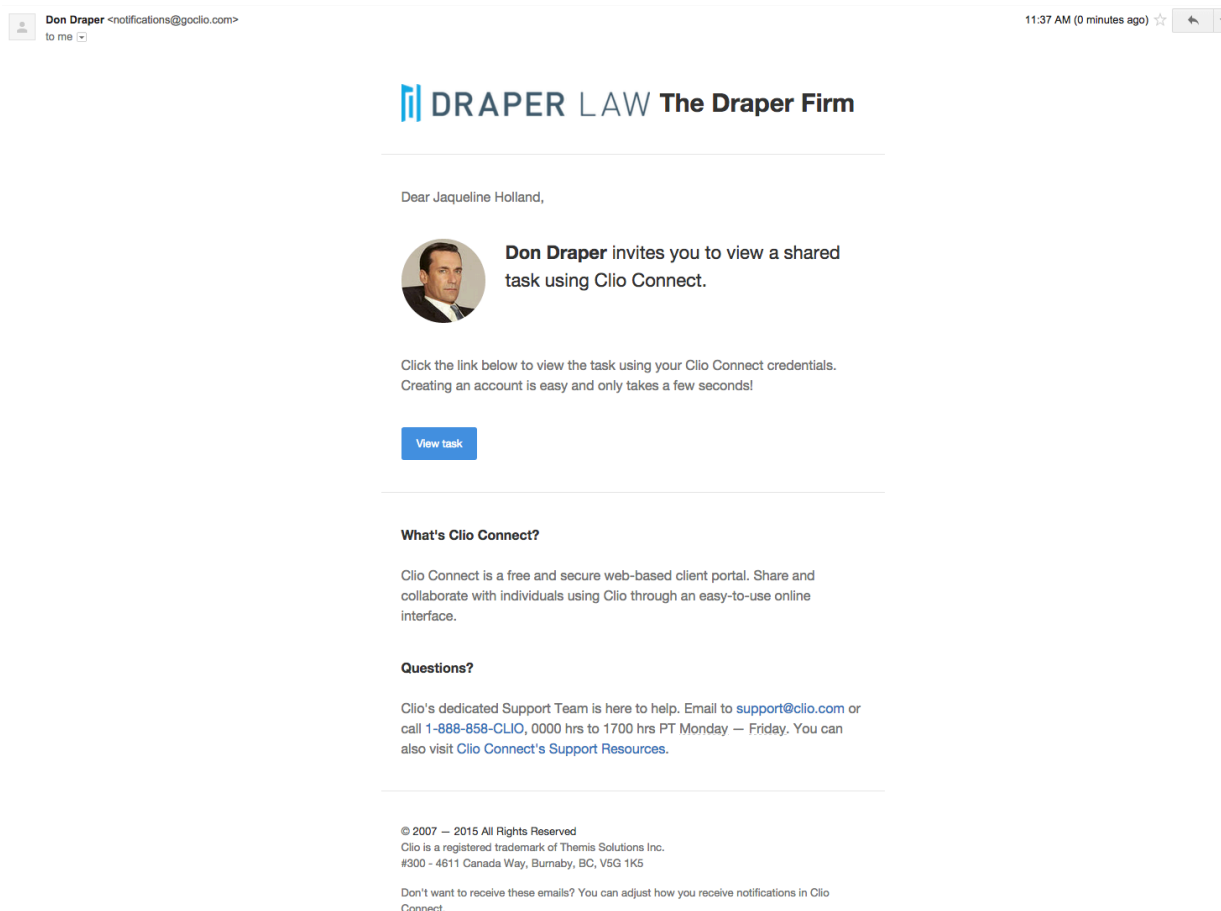 Don Draper <notifications@goclio.com>
11:37 AM (0 minutes ago)
to me
DRAPER LAW The Draper Firm
Dear Jaqueline Holland,
Don Draper invites you to view a shared
task using Clio Connect.
Click the link below to view the task using your Clio Connect credentials.
Creating an account is easy and only takes a few seconds!
View task
What's Clio Connect?
Clio Connect is a free and secure web-based client portal. Share and
collaborate with individuals using Clio through an easy-to-use online
interface.
Questions?
Clio's dedicated Support Team is here to help. Email to support@clio.com or
call 1-888-858-CLIO, 0000 hrs to 1700 hrs PT Monday — Friday. You can
also visit Clio Connect's Support Resources.
© 2007 — 2015 All Rights Reserved
Clio is a registered trademark of Themis Solutions Inc.
#300 - 4611 Canada Way, Burnaby, BC, V5G 1K5
Don't want to receive these emails? You can adjust how you receive notifications in Clio
Connect.